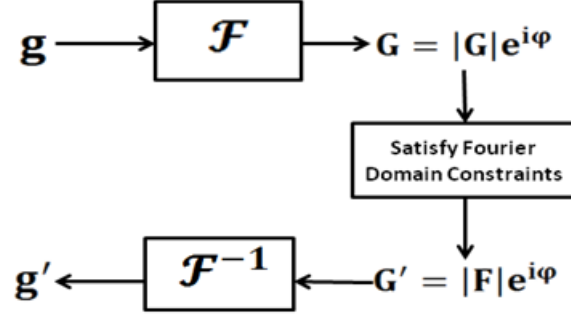 g 𝓕 G = |G|e^{iφ}
Satisfy Fourier
Domain Constraints
g′ 𝓕^{−1} G′ = |F|e^{iφ}